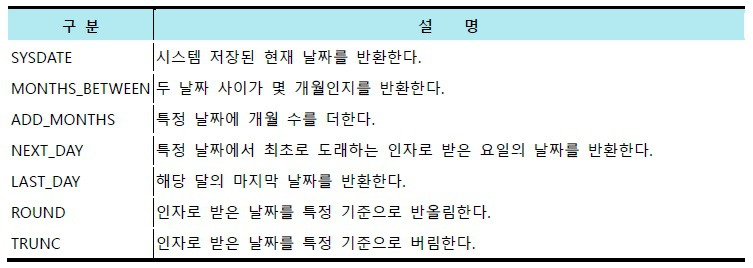 구 분 설 명
SYSDATE 시스템 저장된 현재 날짜를 반환한다.
MONTHS_BETWEEN 두 날짜 사이가 몇 개월인지를 반환한다.
ADD_MONTHS 특정 날짜에 개월 수를 더한다.
NEXT_DAY 특정 날짜에서 최초로 도래하는 인자로 받은 요일의 날짜를 반환한다.
LAST_DAY 해당 달의 마지막 날짜를 반환한다.
ROUND 인자로 받은 날짜를 특정 기준으로 반올림한다.
TRUNC 인자로 받은 날짜를 특정 기준으로 버림한다.